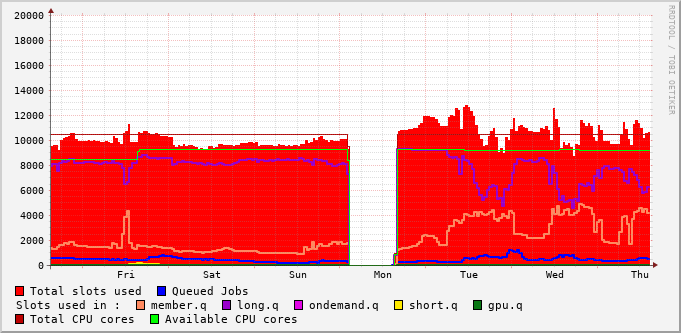 20000
18000
16000
14000
12000
10000
8000
6000
4000
2000
0
Fri Sat Sun Mon Tue Wed Thu
Total slots used Queued Jobs
Slots used in : member.q long.q ondemand.q short.q gpu.q
Total CPU cores Available CPU cores
RRDTOOL / TOBI OETIKER